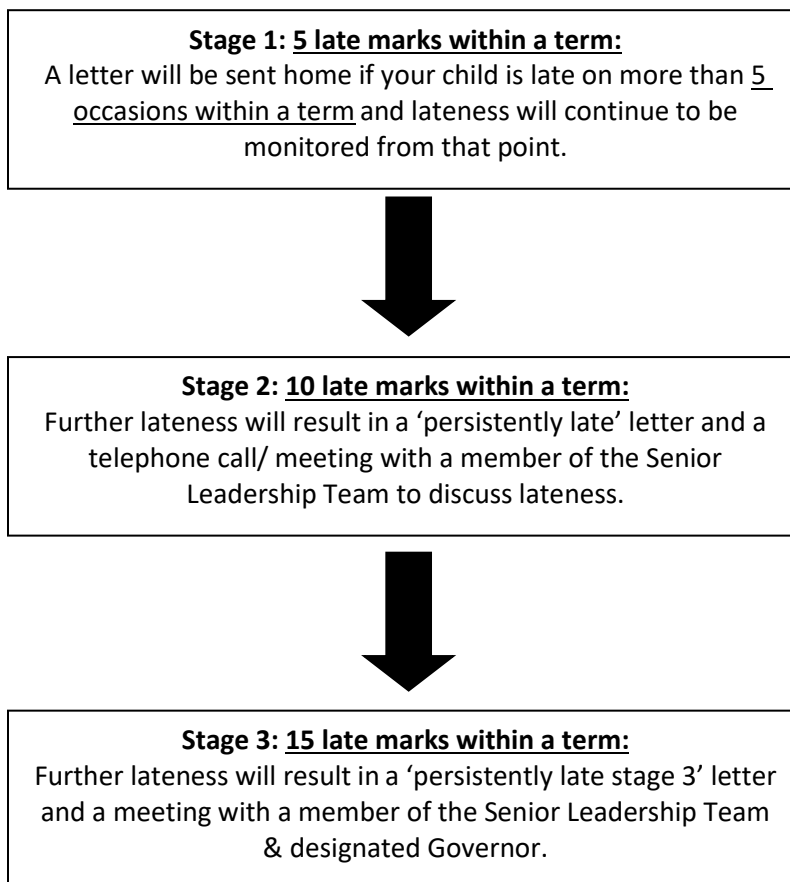 Stage 1: 5 late marks within a term:
A letter will be sent home if your child is late on more than 5
occasions within a term and lateness will continue to be
monitored from that point.
Stage 2: 10 late marks within a term:
Further lateness will result in a ‘persistently late’ letter and a
telephone call/ meeting with a member of the Senior
Leadership Team to discuss lateness.
Stage 3: 15 late marks within a term:
Further lateness will result in a ‘persistently late stage 3’ letter
and a meeting with a member of the Senior Leadership Team
& designated Governor.